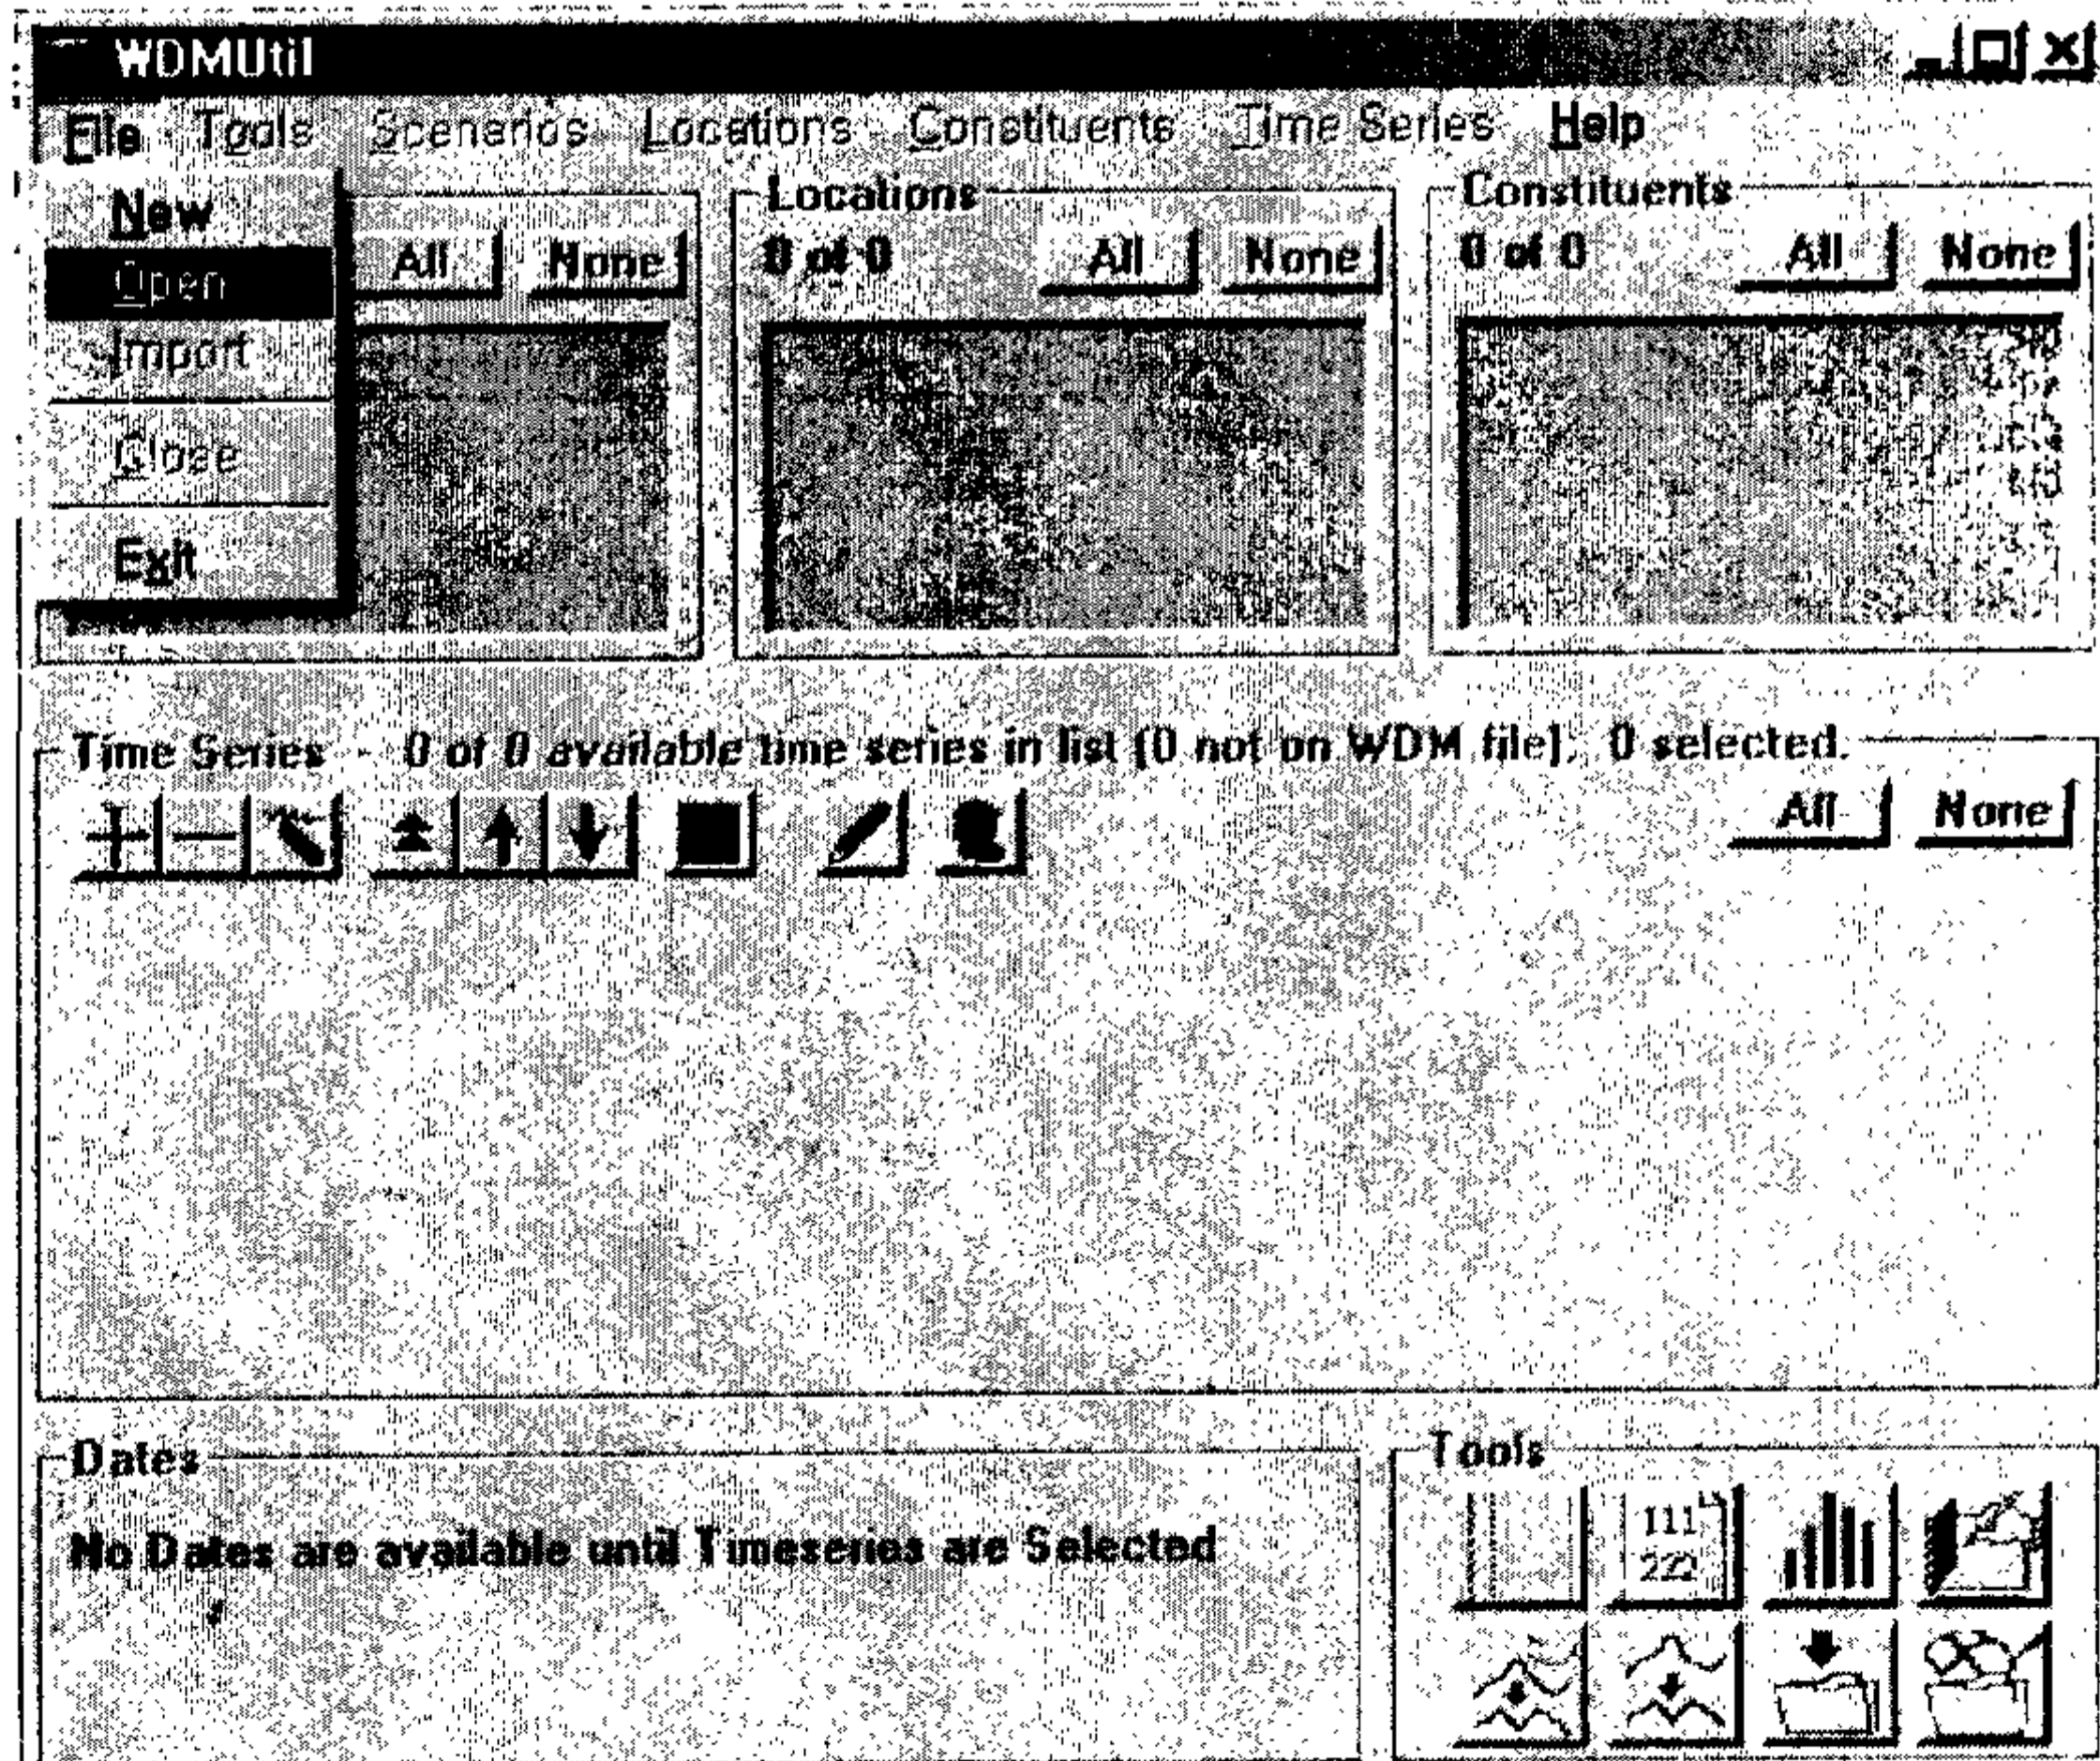 WDMUtil
File Tools Scenarios Locations Constituents Time Series Help
New
Open
Import
Close
Exit
All None
Locations
0 of 0 All None
Constituents
0 of 0 All None
Time Series - 0 of 0 available time series in list (0 not on WDM file), 0 selected.
All None
Dates
No Dates are available until Timeseries are Selected
Tools
111
222